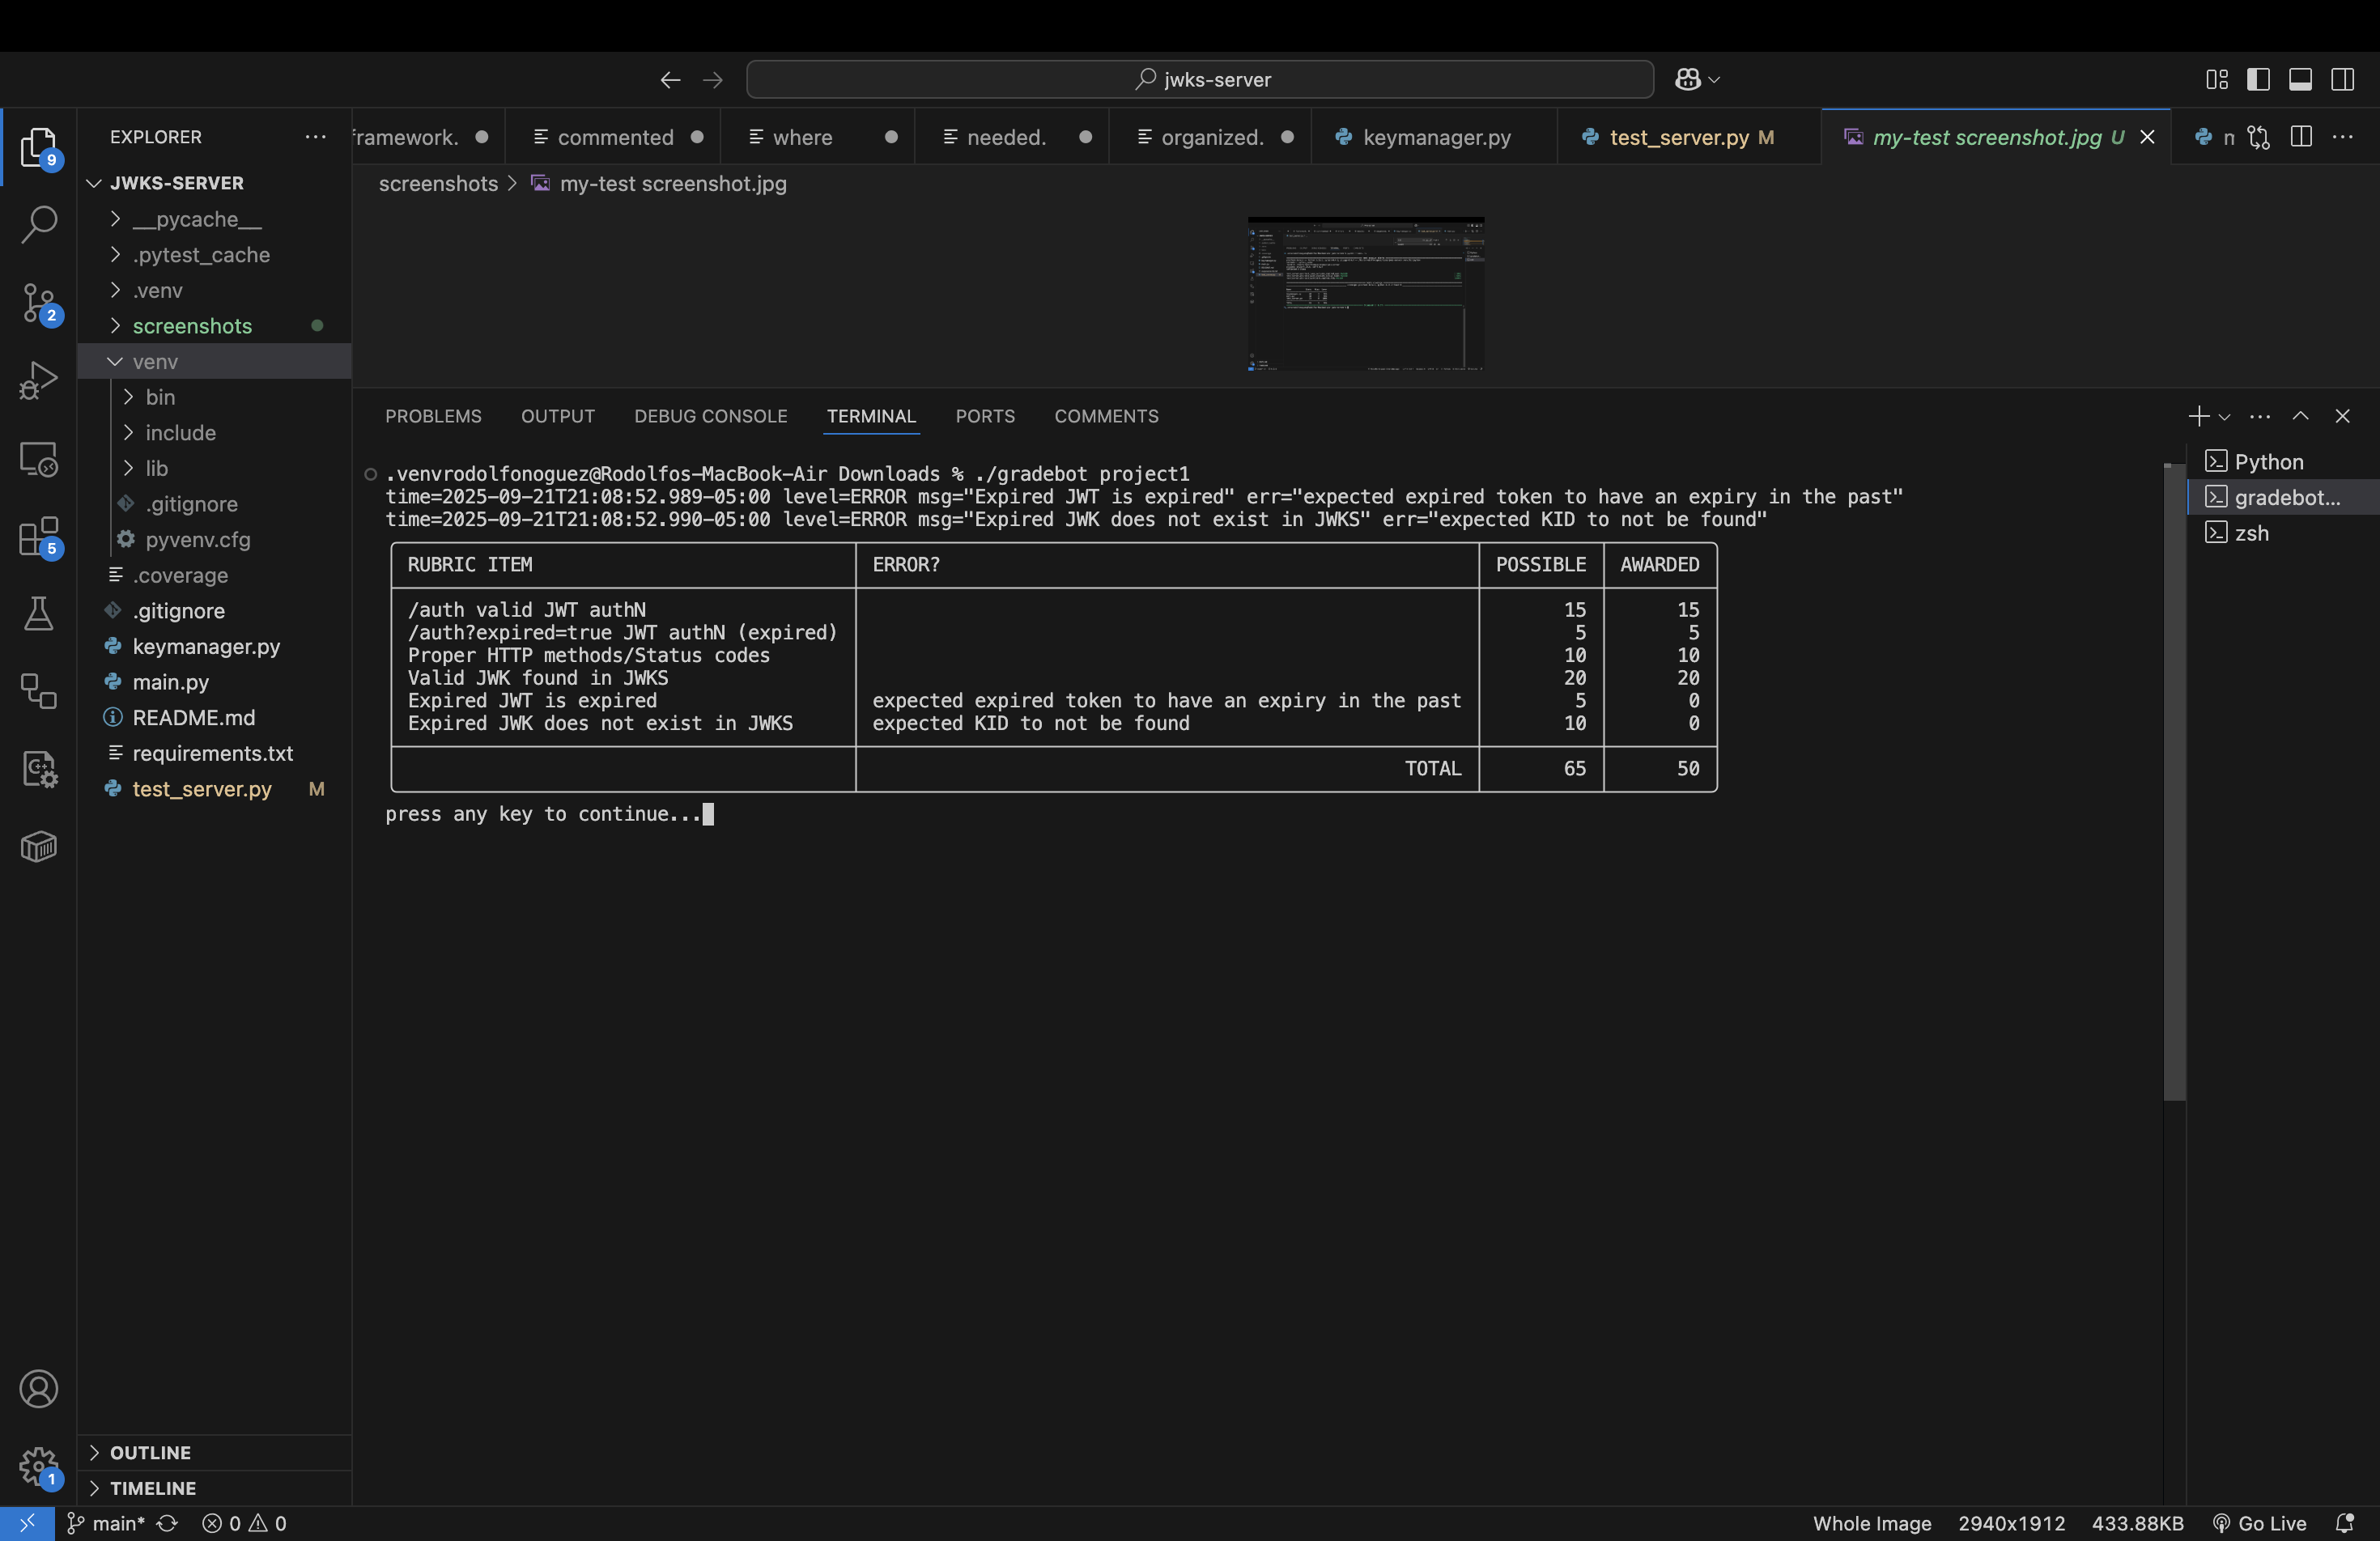 jwks-server
EXPLORER
ramework.
commented
where
needed.
organized.
keymanager.py
test_server.py M
my-test screenshot.jpg U
JWKS-SERVER
screenshots > my-test screenshot.jpg
__pycache__
.pytest_cache
.venv
screenshots
venv
bin
include
lib
.gitignore
pyvenv.cfg
.coverage
.gitignore
keymanager.py
main.py
README.md
requirements.txt
test_server.py M
OUTLINE
TIMELINE
9
2
5
1
PROBLEMS OUTPUT DEBUG CONSOLE TERMINAL PORTS COMMENTS
.venvrodolfonoguez@Rodolfos-MacBook-Air Downloads % ./gradebot project1
time=2025-09-21T21:08:52.989-05:00 level=ERROR msg="Expired JWT is expired" err="expected expired token to have an expiry in the past"
time=2025-09-21T21:08:52.990-05:00 level=ERROR msg="Expired JWK does not exist in JWKS" err="expected KID to not be found"
RUBRIC ITEM ERROR? POSSIBLE AWARDED
/auth valid JWT authN 15 15
/auth?expired=true JWT authN (expired) 5 5
Proper HTTP methods/Status codes 10 10
Valid JWK found in JWKS 20 20
Expired JWT is expired expected expired token to have an expiry in the past 5 0
Expired JWK does not exist in JWKS expected KID to not be found 10 0
TOTAL 65 50
press any key to continue...
Python
gradebot...
zsh
main* 0 0
Whole Image 2940x1912 433.88KB Go Live